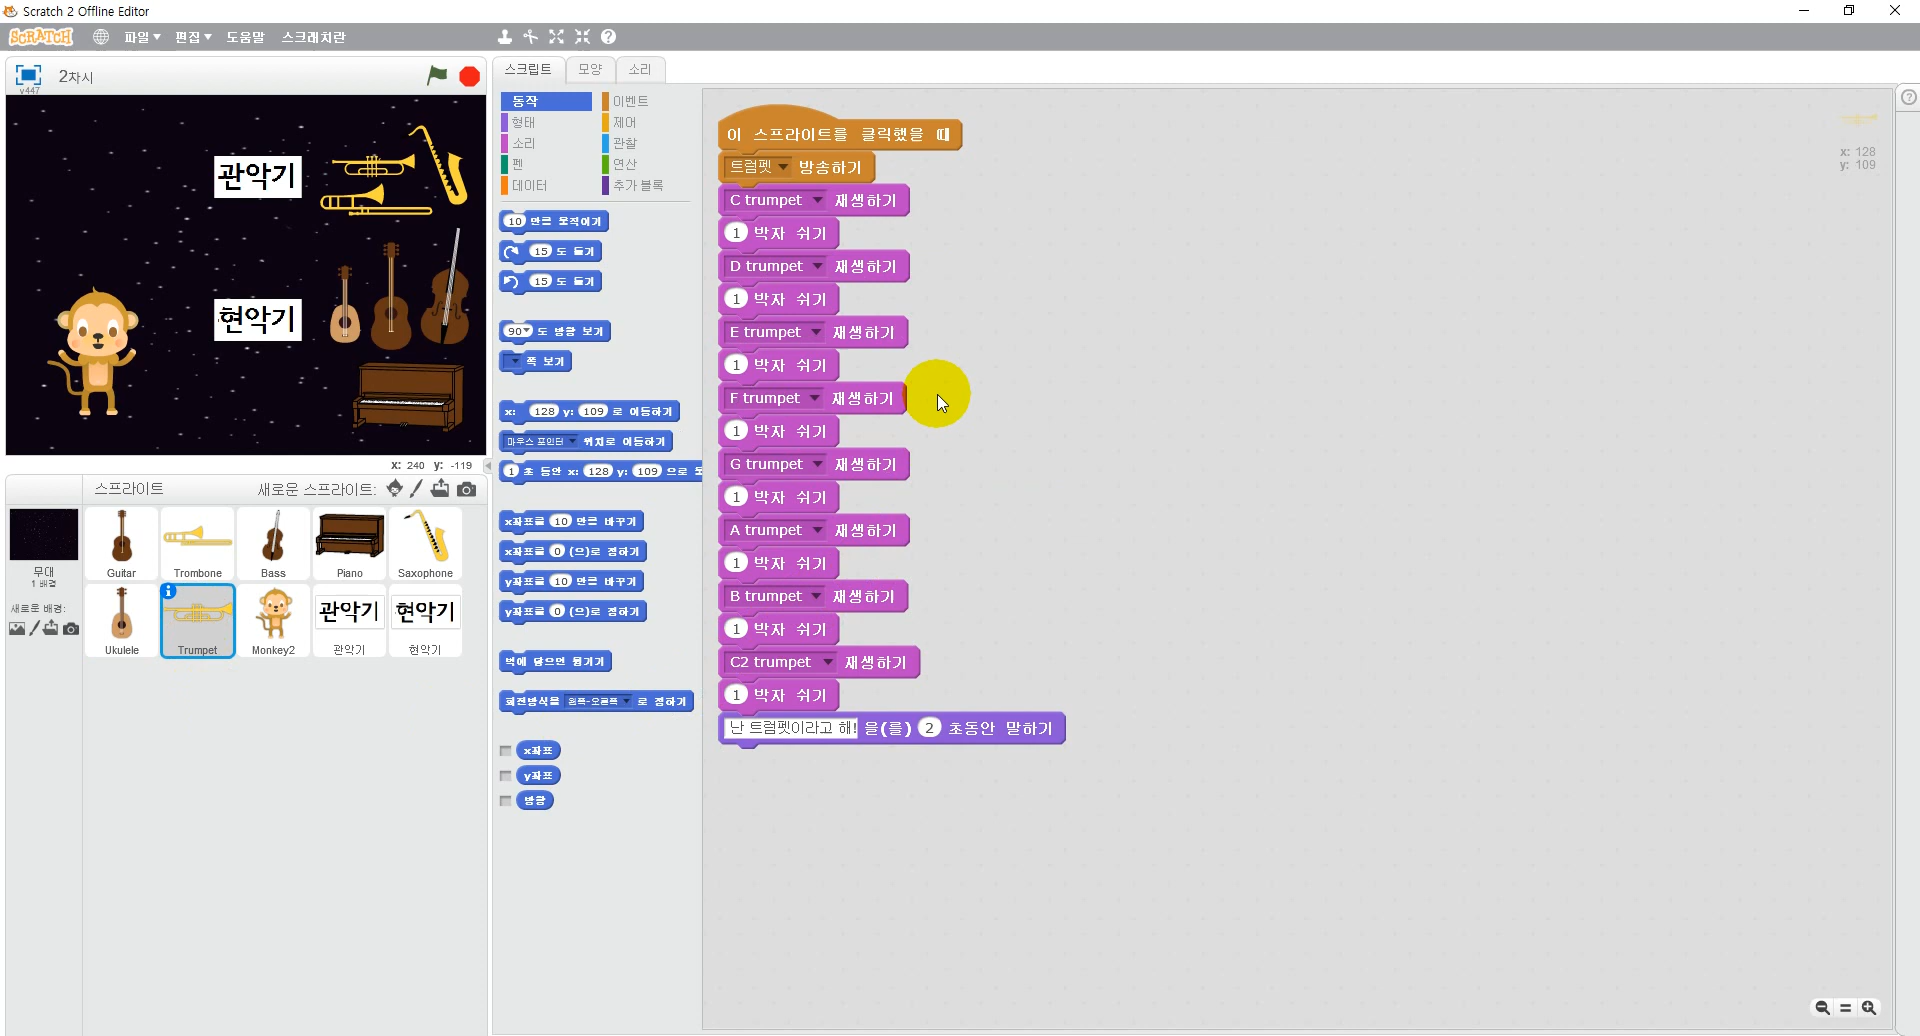 Scratch 2 Offline Editor
SCRATCH 파일 편집 도움말 스크래치란
v447
2차시
관악기
현악기
x: 240 y: -119
스프라이트 새로운 스프라이트:
무대
1 배경
새로운 배경:
Guitar Trombone Bass Piano Saxophone
관악기 현악기
Ukulele Trumpet Monkey2 관악기 현악기
스크립트 모양 소리
동작 이벤트
형태 제어
소리 관찰
펜 연산
데이터 추가 블록
10 만큼 움직이기
15 도 돌기
15 도 돌기
90 도 방향 보기
쪽 보기
x: 128 y: 109 로 이동하기
마우스 포인터 위치로 이동하기
1 초 동안 x: 128 y: 109 으로
x좌표를 10 만큼 바꾸기
x좌표를 0 (으)로 정하기
y좌표를 10 만큼 바꾸기
y좌표를 0 (으)로 정하기
벽에 닿으면 튕기기
회전방식을 왼쪽-오른쪽 로 정하기
x좌표
y좌표
방향
이 스프라이트를 클릭했을 때
트럼펫 방송하기
C trumpet 재생하기
1 박자 쉬기
D trumpet 재생하기
1 박자 쉬기
E trumpet 재생하기
1 박자 쉬기
F trumpet 재생하기
1 박자 쉬기
G trumpet 재생하기
1 박자 쉬기
A trumpet 재생하기
1 박자 쉬기
B trumpet 재생하기
1 박자 쉬기
C2 trumpet 재생하기
1 박자 쉬기
난 트럼펫이라고 해! 을(를) 2 초동안 말하기
x: 128
y: 109